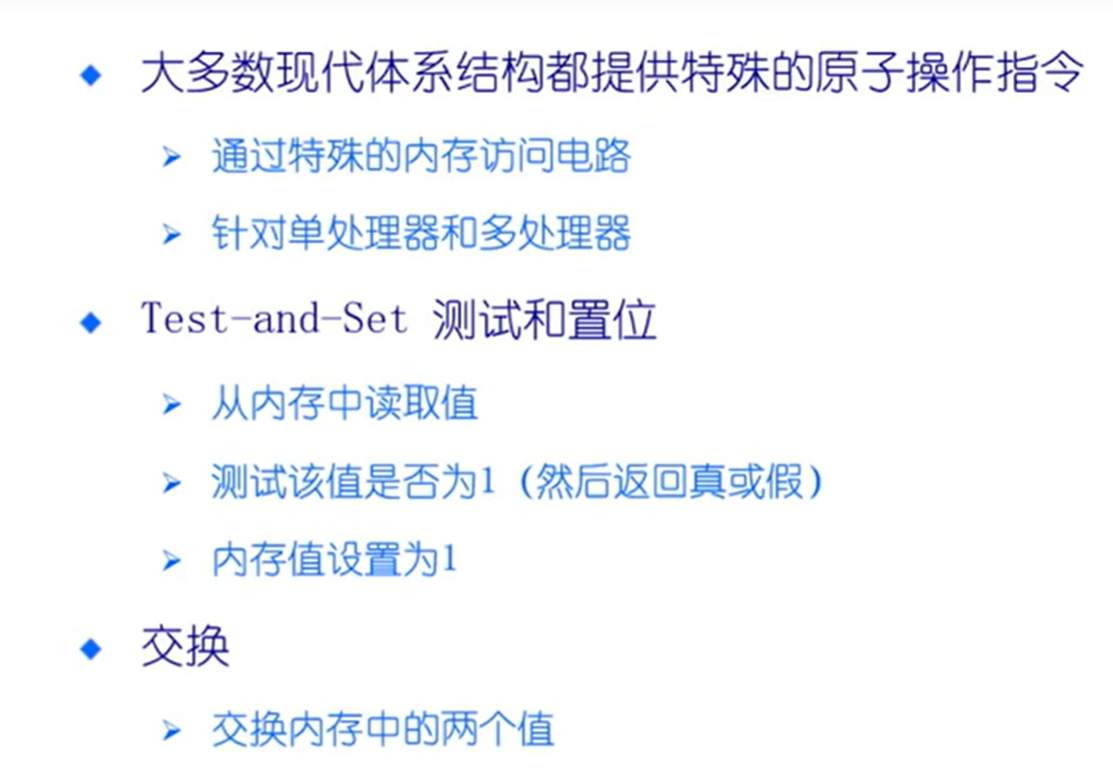 大多数现代体系结构都提供特殊的原子操作指令
通过特殊的内存访问电路
针对单处理器和多处理器
Test-and-Set 测试和置位
从内存中读取值
测试该值是否为1（然后返回真或假）
内存值设置为1
交换
交换内存中的两个值